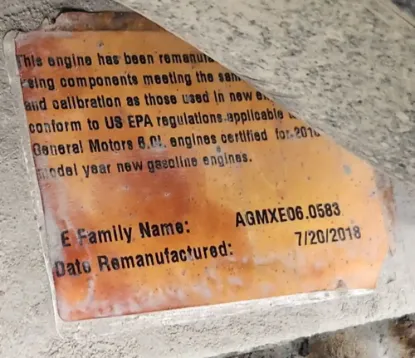 This engine has been remanu
using components meeting the sam
and calibration as those used in new e
conform to US EPA regulations applicable
General Motors 6.0L engines certified for 2010
model year new gasoline engines.
E Family Name: AGMXE06.0583
Date Remanufactured: 7/20/2018